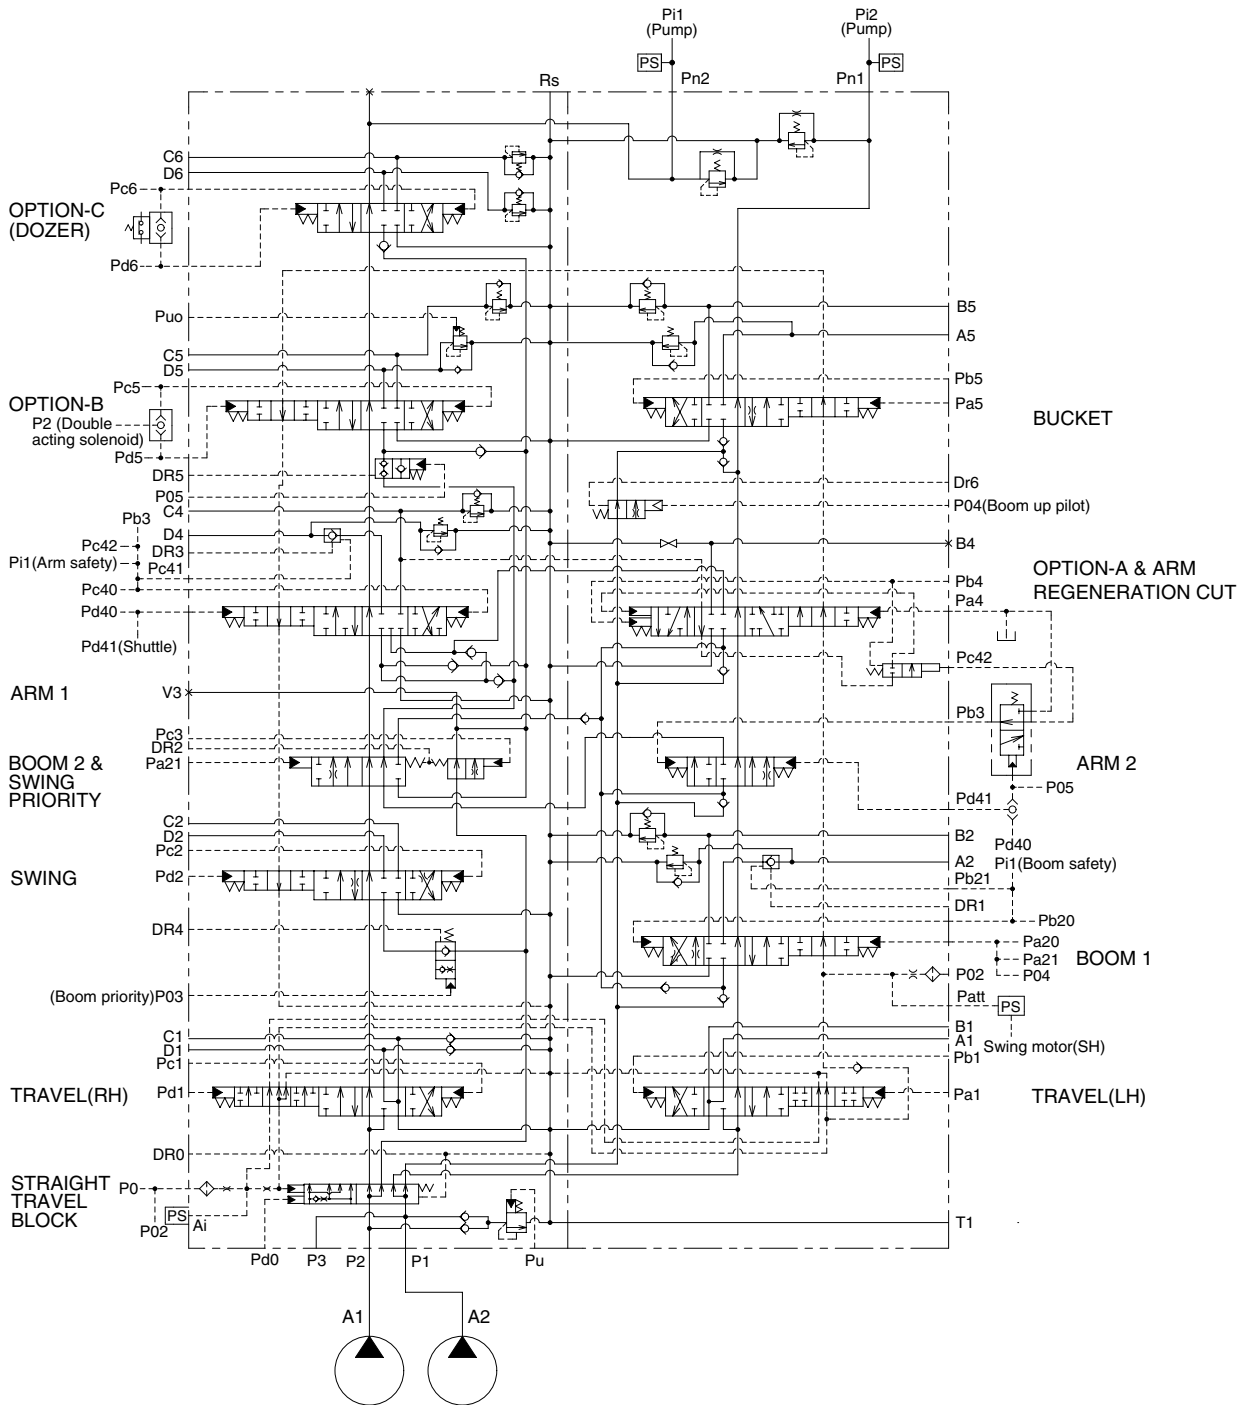 Pi1
(Pump)
Pi2
(Pump)
PS
PS
Rs
Pn2
Pn1
C6
D6
Pc6
OPTION-C
(DOZER)
Pd6
Puo
B5
A5
C5
D5
Pc5
Pb5
OPTION-B
Pa5
P2 (Double
acting solenoid)
BUCKET
Pd5
DR5
Dr6
P05
P04(Boom up pilot)
C4
Pb3
D4
B4
Pc42
DR3
Pi1(Arm safety)
Pc41
OPTION-A & ARM
REGENERATION CUT
Pc40
Pb4
Pa4
Pd40
Pd41(Shuttle)
Pc42
ARM 1
V3
Pb3
Pc3
DR2
Pa21
BOOM 2 &
SWING
PRIORITY
ARM 2
P05
Pd41
C2
D2
B2
Pd40
Pc2
A2
Pi1(Boom safety)
SWING
Pd2
Pb21
DR1
Pb20
DR4
Pa20
Pa21
P04
BOOM 1
P02
(Boom priority)P03
Patt
PS
C1
D1
Pc1
B1
A1
Pb1
Swing motor(SH)
TRAVEL(RH)
Pd1
Pa1
TRAVEL(LH)
DR0
STRAIGHT
TRAVEL
BLOCK
P0
PS
Ai
P02
T1
Pd0
P3
P2
P1
Pu
A1
A2